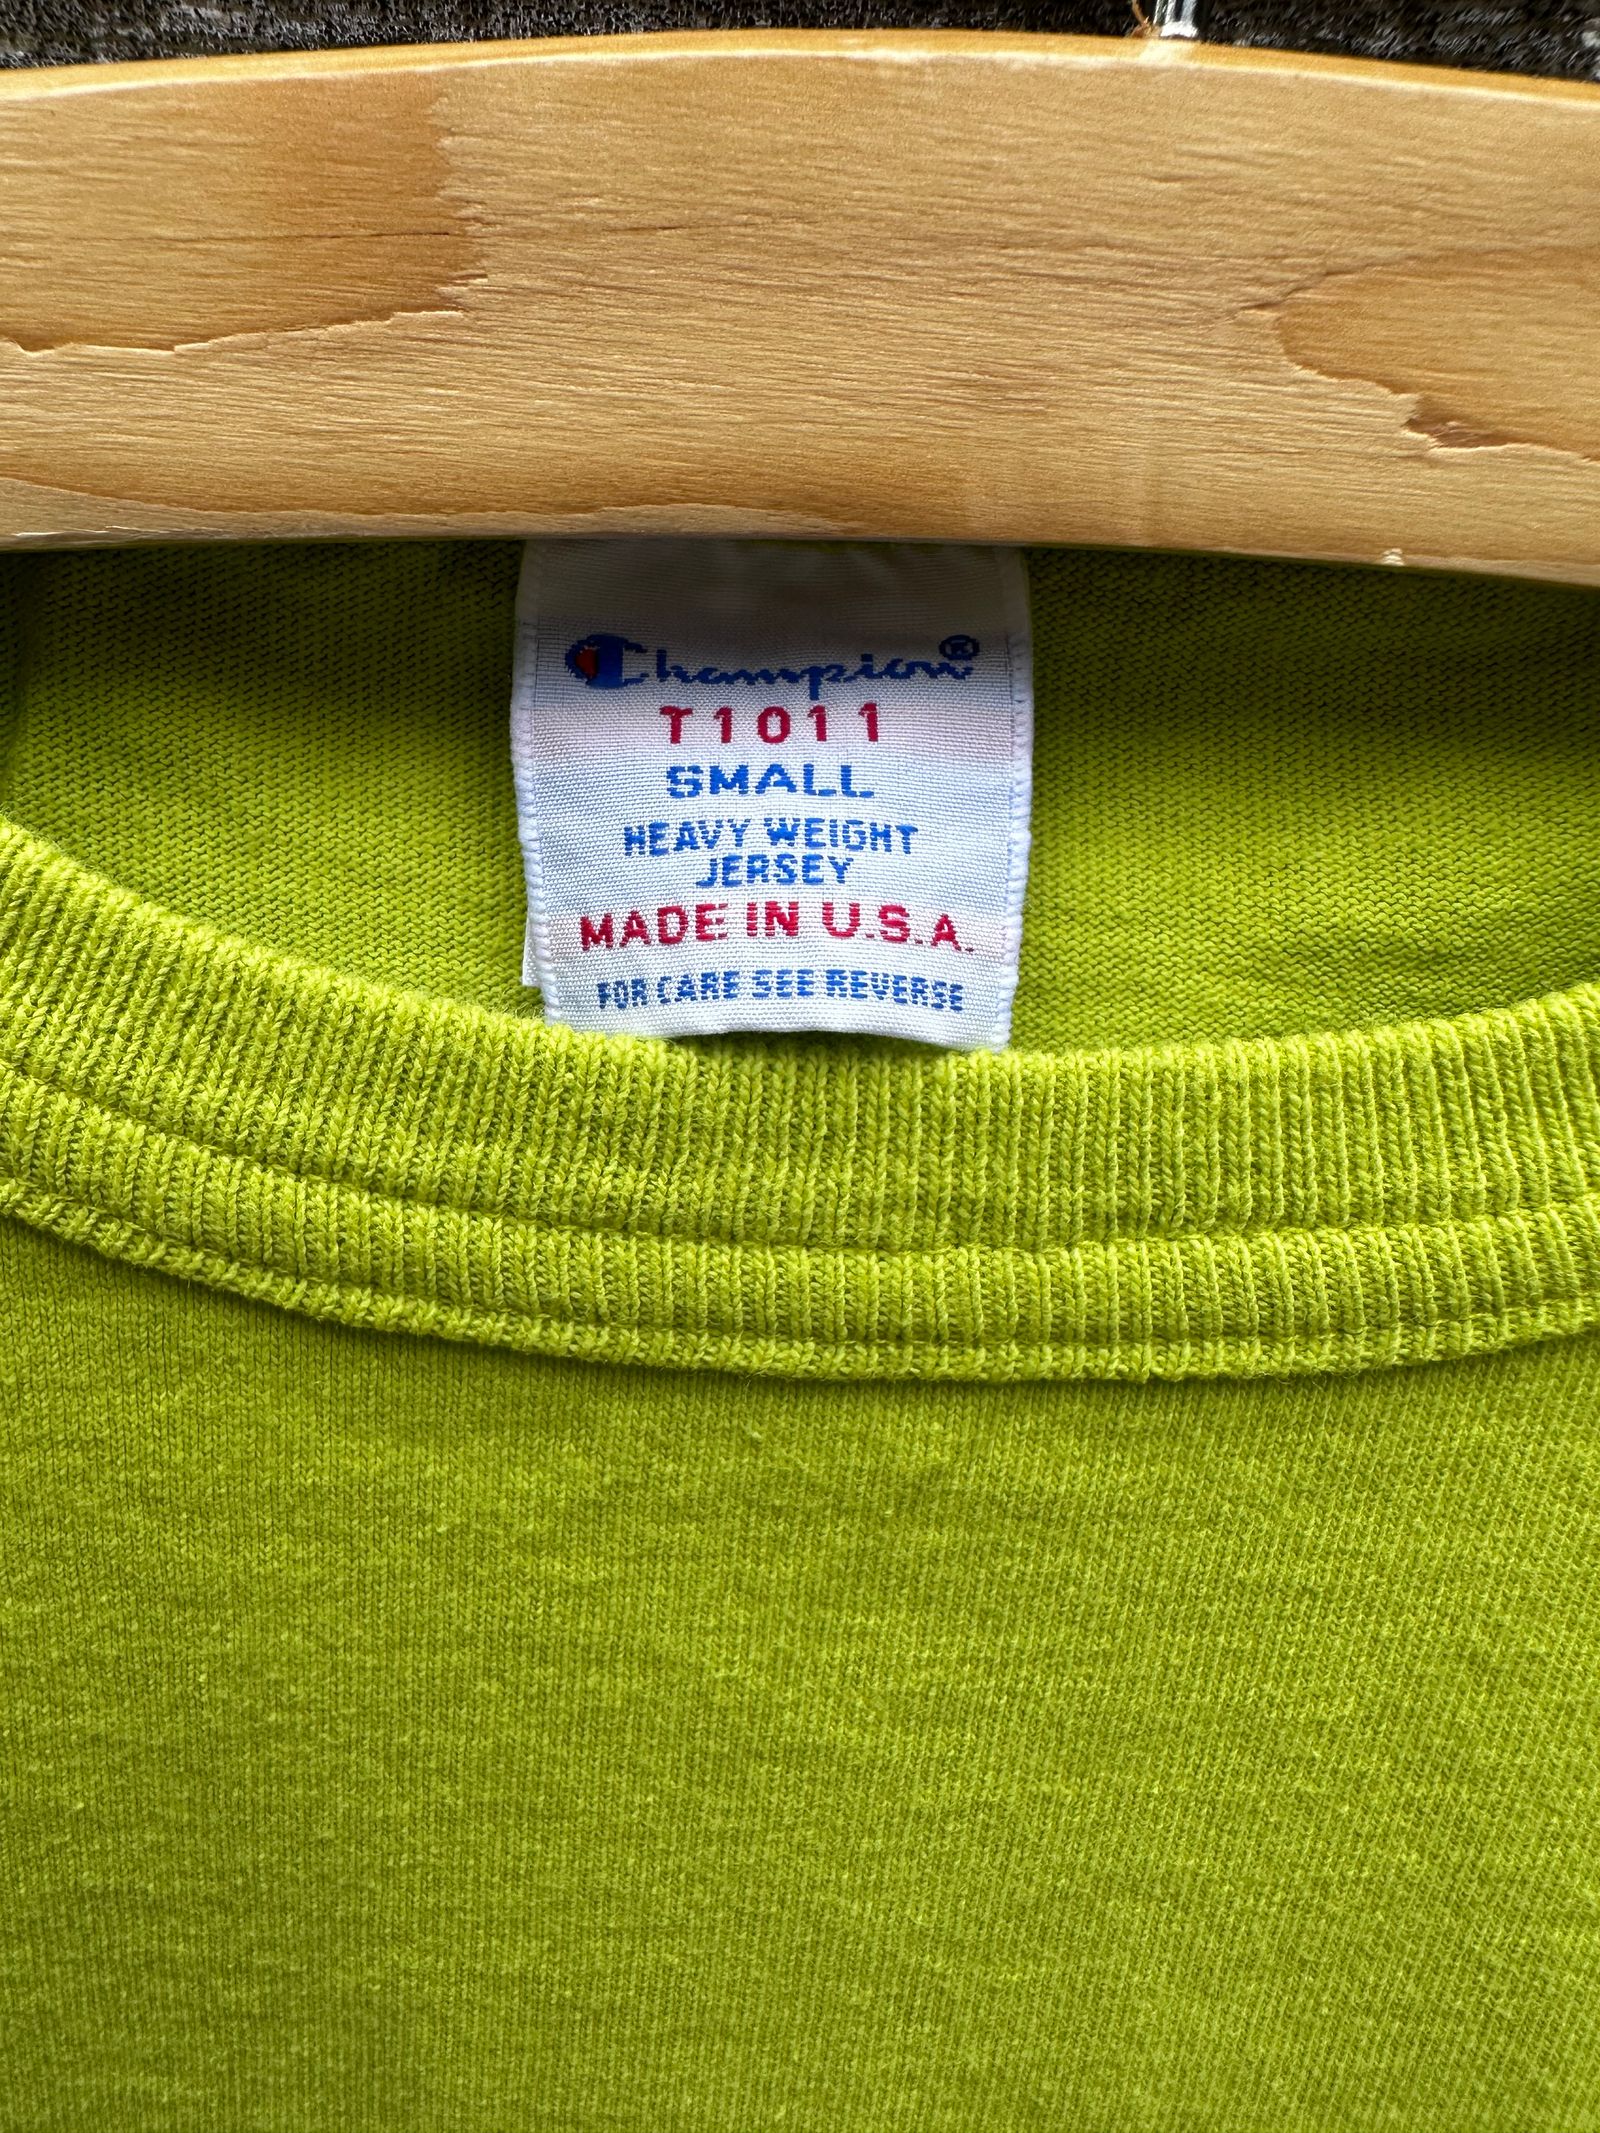 Champion®
T1011
SMALL
HEAVY WEIGHT
JERSEY
MADE IN U.S.A.
FOR CARE SEE REVERSE